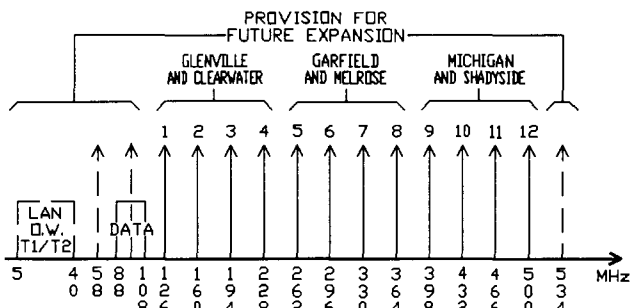 PROVISION FOR
FUTURE EXPANSION
GLENVILLE
AND CLEARWATER
GARFIELD
AND MELROSE
MICHIGAN
AND SHADYSIDE
1 2 3 4 5 6 7 8 9 10 11 12
LAN
O.W.
T1/T2
DATA
5 40 58 88 108 126 160 194 228 262 296 330 364 398 432 466 500 534 MHz